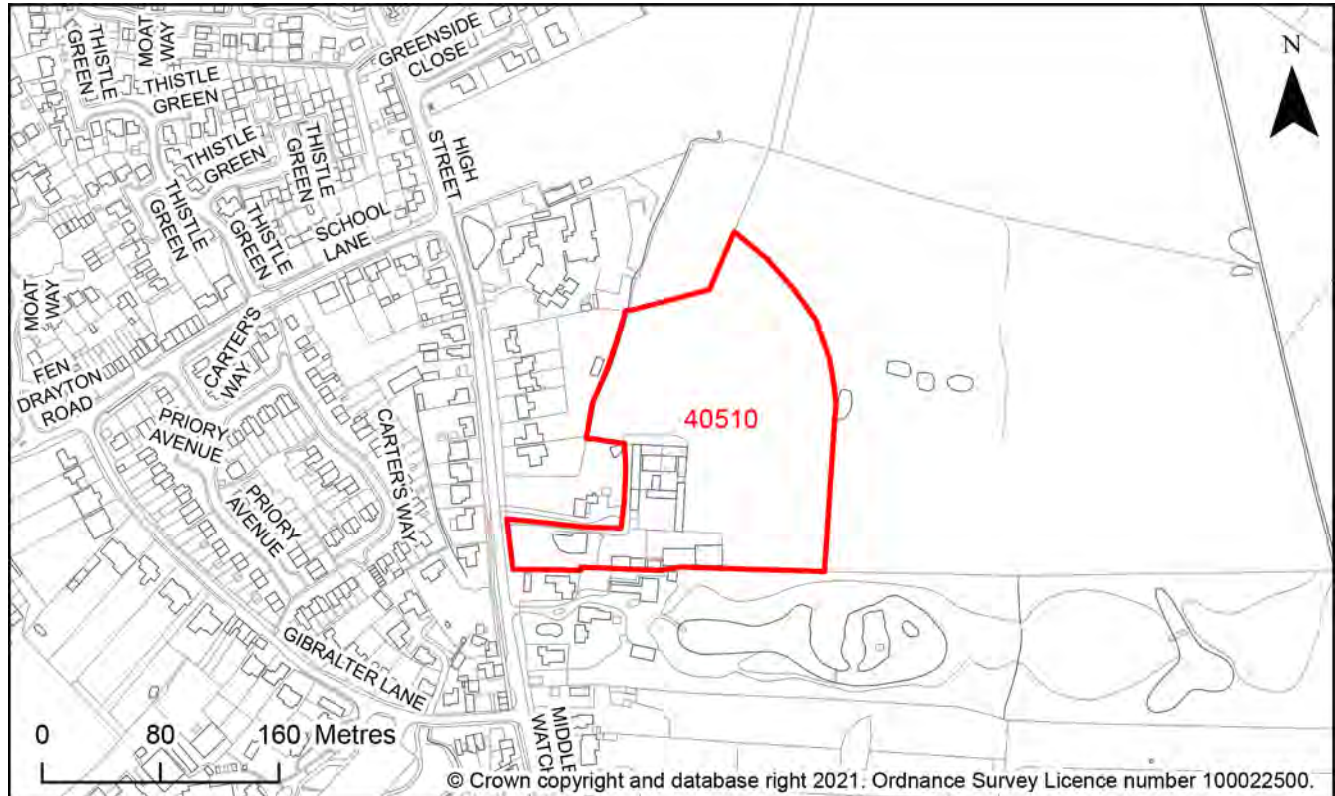 THISTLE
GREEN
MOAT
WAY
GREENSIDE
CLOSE
N
THISTLE
GREEN
THISTLE
GREEN
THISTLE
GREEN
HIGH
STREET
THISTLE
GREEN
THISTLE
GREEN
SCHOOL
LANE
MOAT
WAY
CARTER'S
WAY
FEN
DRAYTON
ROAD
PRIORY
AVENUE
CARTER'S WAY
40510
PRIORY
AVENUE
GIBRALTER LANE
MIDDLE
WATCH
0 80 160 Metres
© Crown copyright and database right 2021. Ordnance Survey Licence number 100022500.